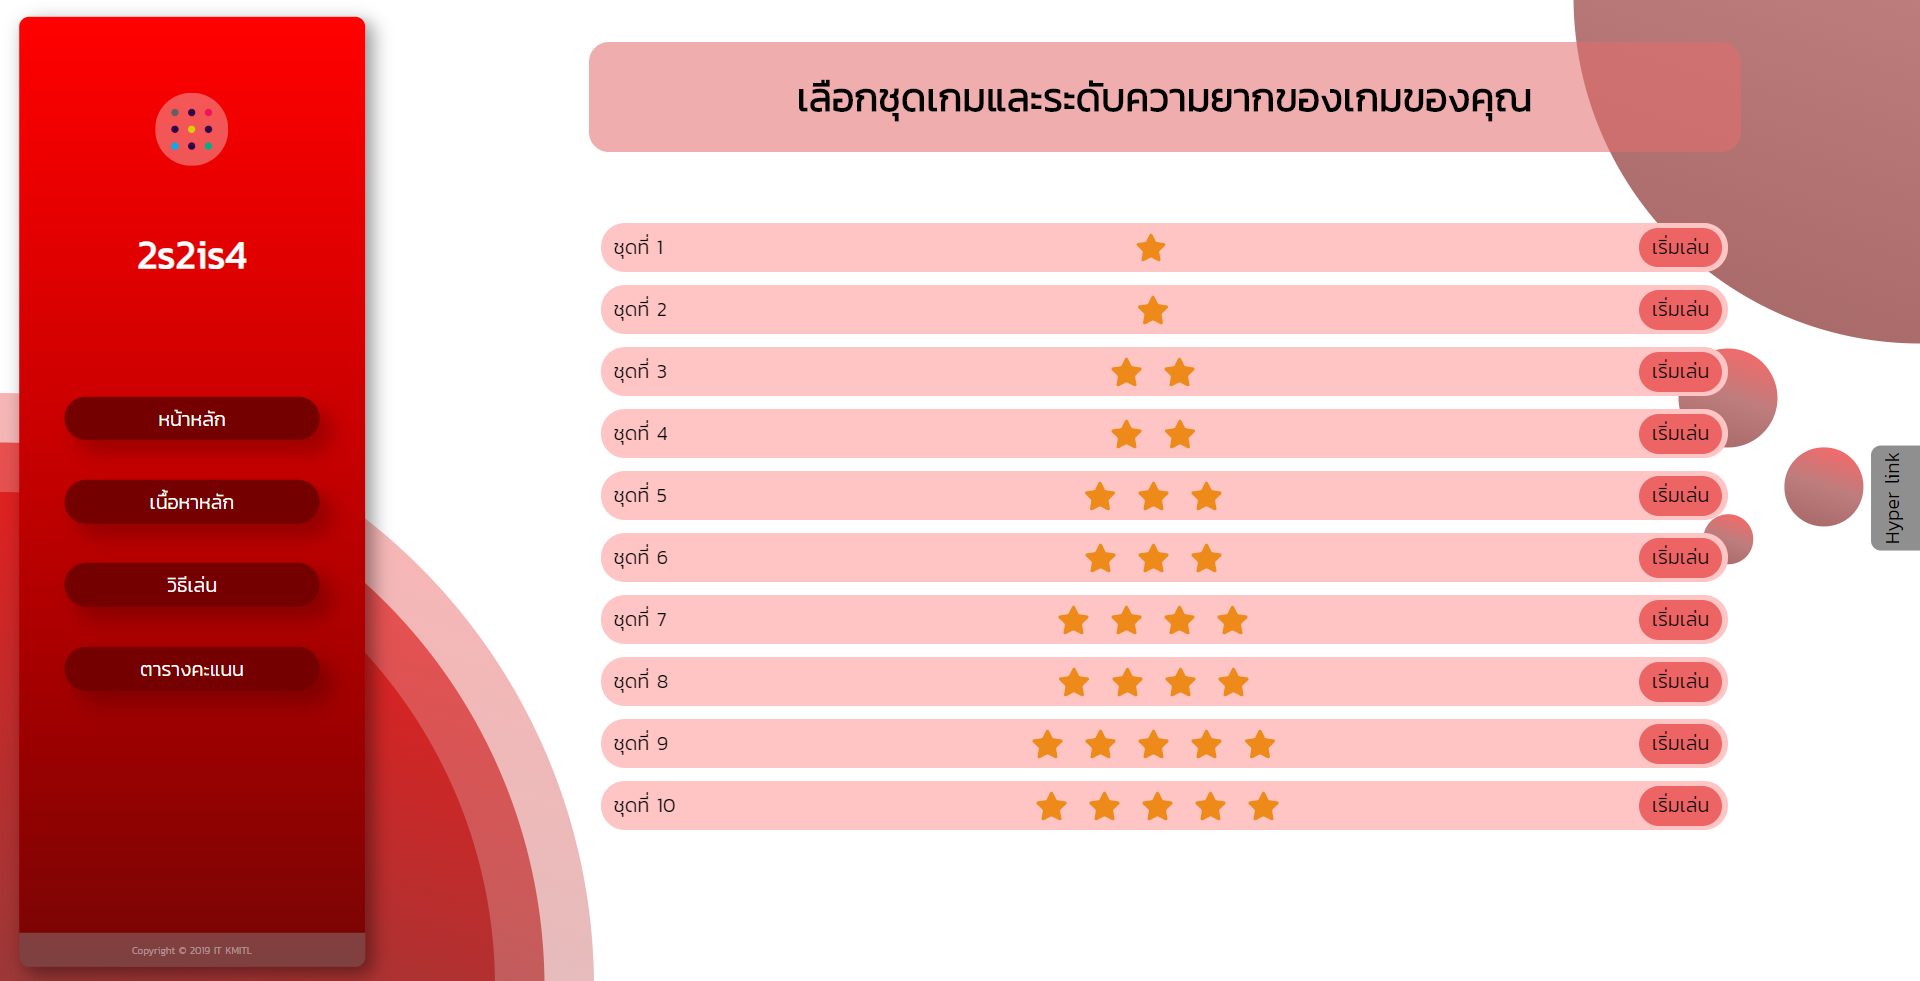 2s2is4
หน้าหลัก
เนื้อหาหลัก
วิธีเล่น
ตารางคะแนน
Copyright © 2019 IT KMITL
เลือกชุดเกมและระดับความยากของเกมของคุณ
ชุดที่ 1 เริ่มเล่น
ชุดที่ 2 เริ่มเล่น
ชุดที่ 3 เริ่มเล่น
ชุดที่ 4 เริ่มเล่น
ชุดที่ 5 เริ่มเล่น
ชุดที่ 6 เริ่มเล่น
ชุดที่ 7 เริ่มเล่น
ชุดที่ 8 เริ่มเล่น
ชุดที่ 9 เริ่มเล่น
ชุดที่ 10 เริ่มเล่น
Hyper link